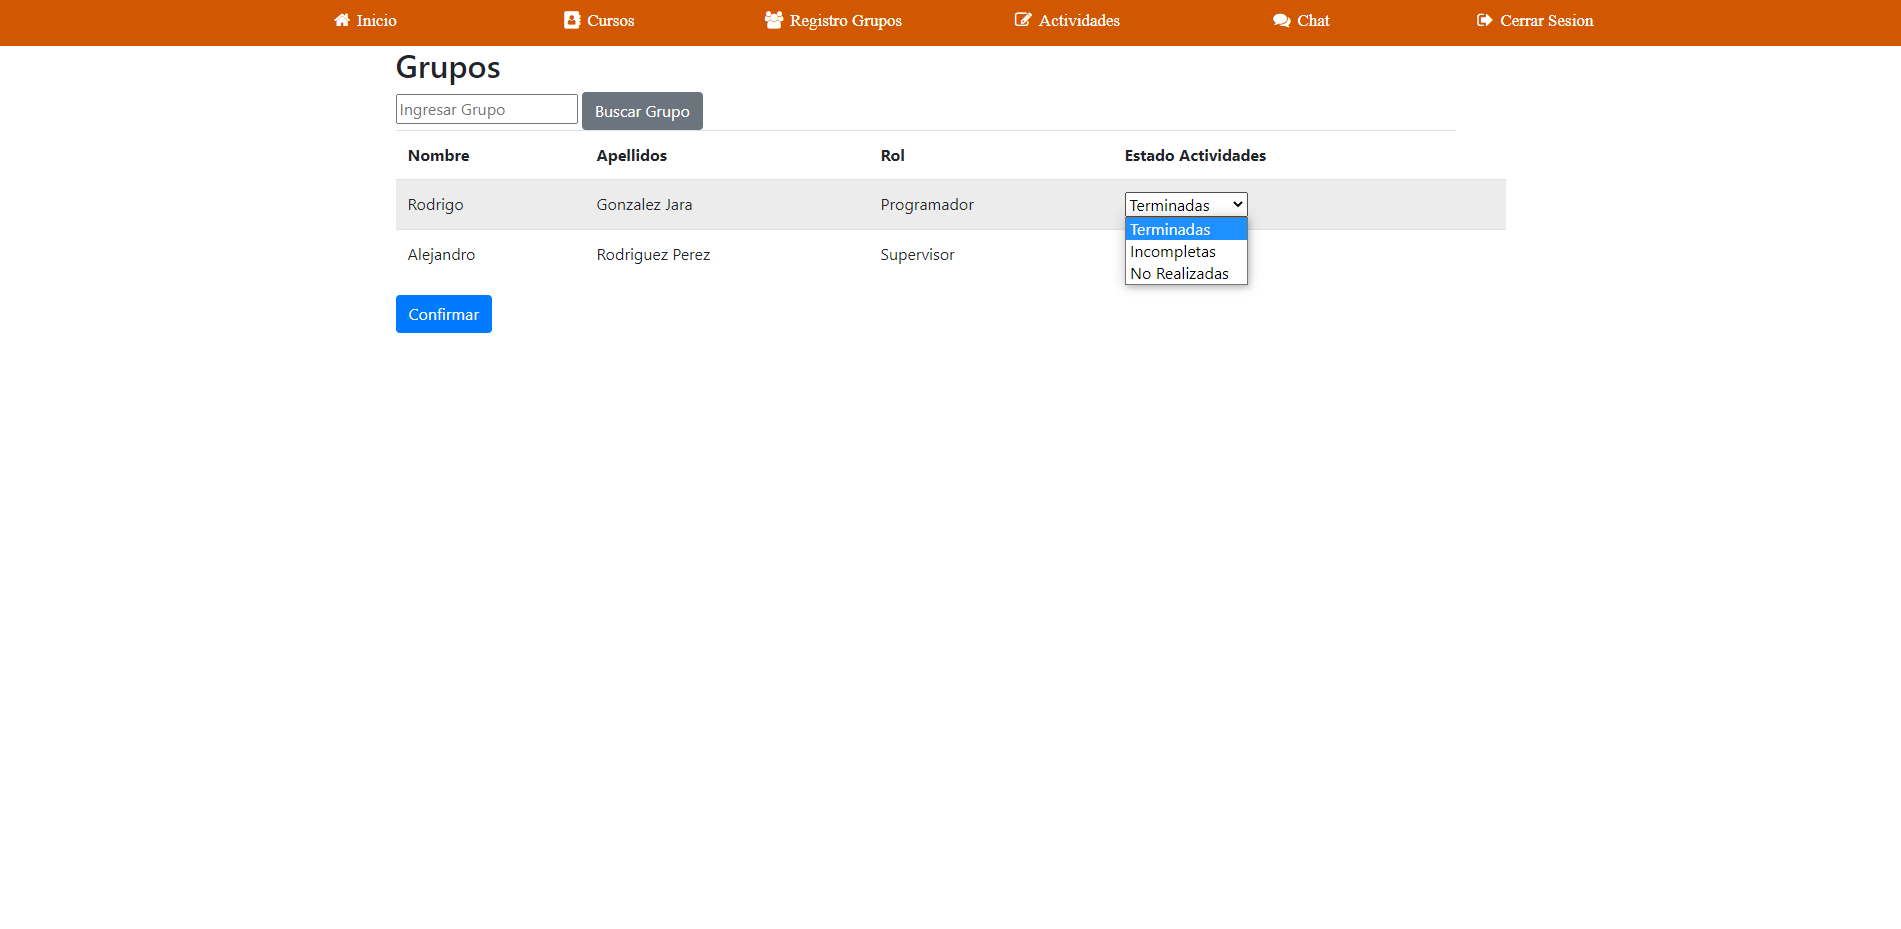 Inicio Cursos Registro Grupos Actividades Chat Cerrar Sesion
Grupos
Ingresar Grupo Buscar Grupo
Nombre Apellidos Rol Estado Actividades
Rodrigo Gonzalez Jara Programador Terminadas
Terminadas
Incompletas
Alejandro Rodriguez Perez Supervisor
No Realizadas
Confirmar